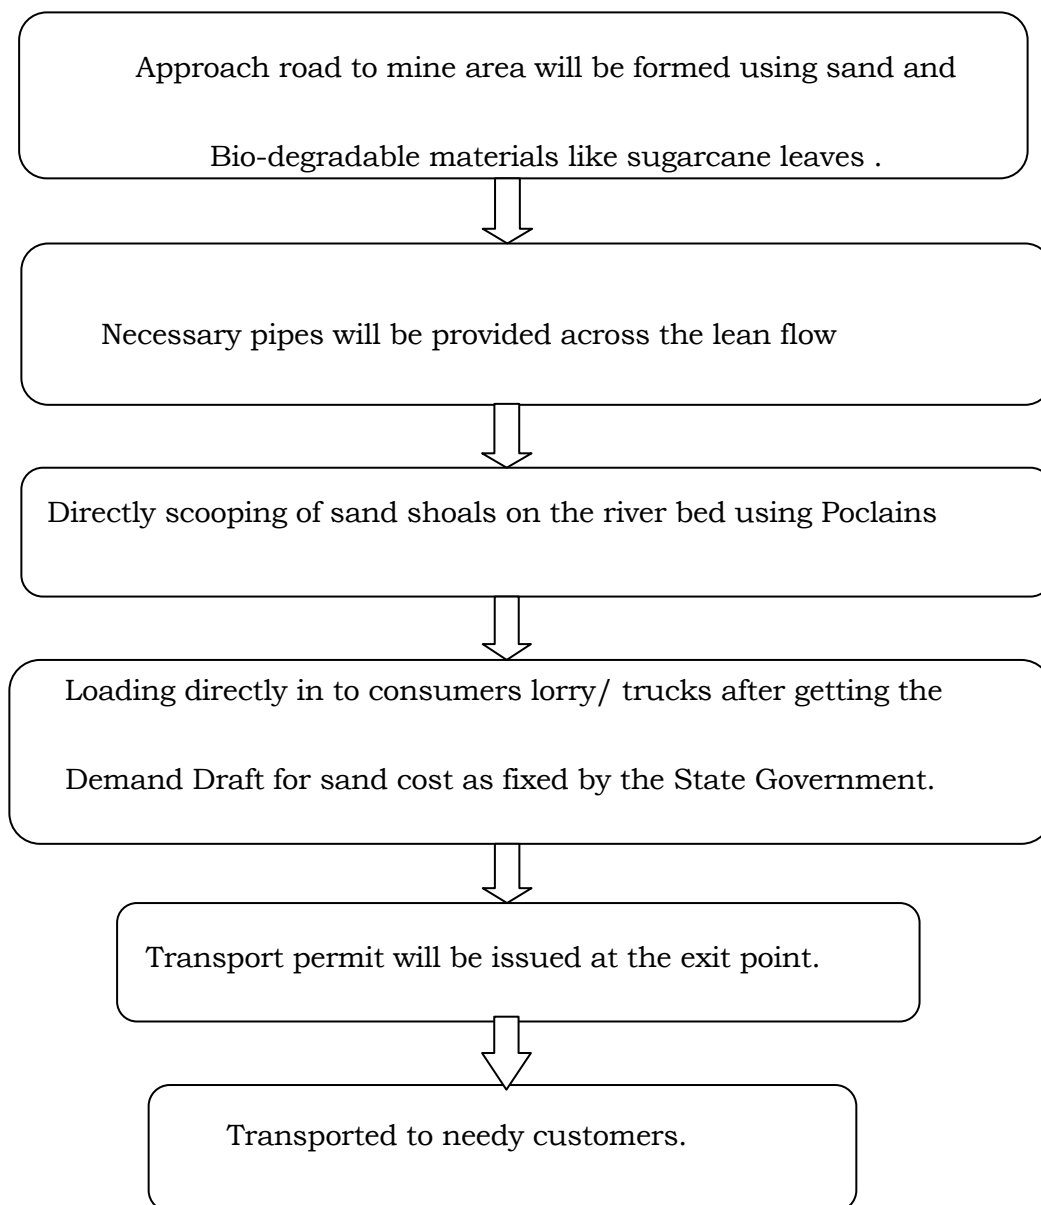 Approach road to mine area will be formed using sand and
Bio-degradable materials like sugarcane leaves .
Necessary pipes will be provided across the lean flow
Directly scooping of sand shoals on the river bed using Poclains
Loading directly in to consumers lorry/ trucks after getting the
Demand Draft for sand cost as fixed by the State Government.
Transport permit will be issued at the exit point.
Transported to needy customers.